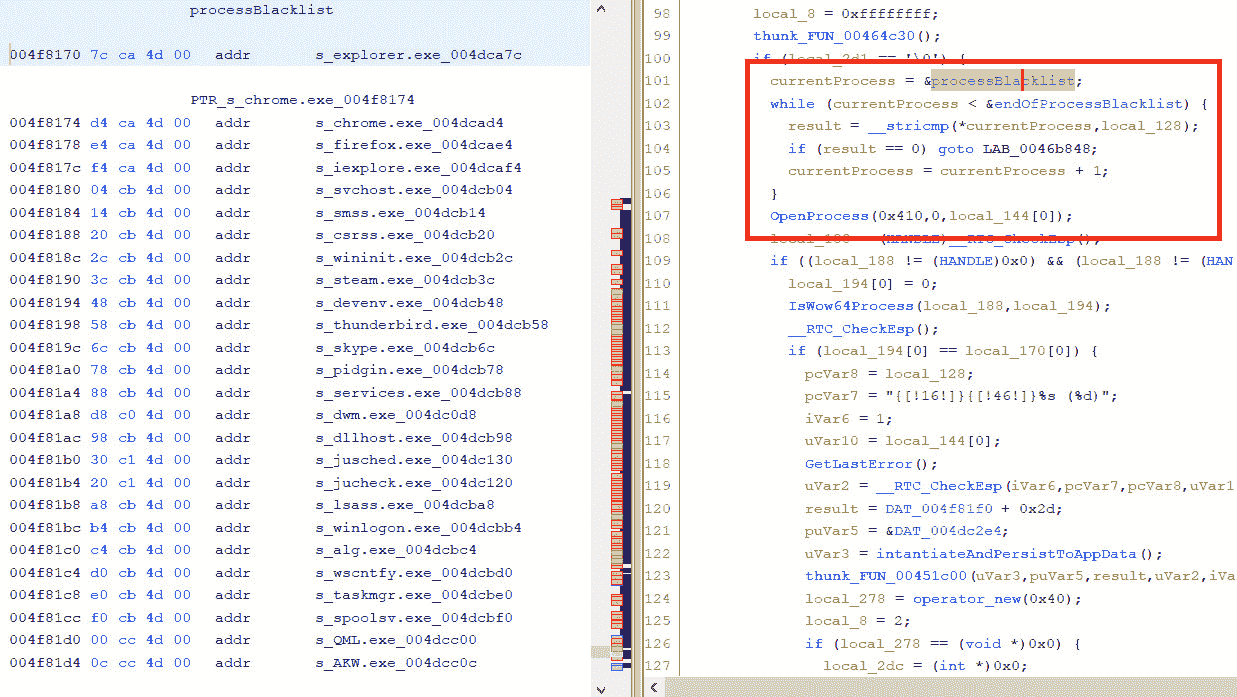 processBlacklist
004f8170 7c ca 4d 00 addr s_explorer.exe_004dca7c
PTR_s_chrome.exe_004f8174
004f8174 d4 ca 4d 00 addr s_chrome.exe_004dcad4
004f8178 e4 ca 4d 00 addr s_firefox.exe_004dcae4
004f817c f4 ca 4d 00 addr s_iexplore.exe_004dcaf4
004f8180 04 cb 4d 00 addr s_svchost.exe_004dcb04
004f8184 14 cb 4d 00 addr s_smss.exe_004dcb14
004f8188 20 cb 4d 00 addr s_csrss.exe_004dcb20
004f818c 2c cb 4d 00 addr s_wininit.exe_004dcb2c
004f8190 3c cb 4d 00 addr s_steam.exe_004dcb3c
004f8194 48 cb 4d 00 addr s_devenv.exe_004dcb48
004f8198 58 cb 4d 00 addr s_thunderbird.exe_004dcb58
004f819c 6c cb 4d 00 addr s_skype.exe_004dcb6c
004f81a0 78 cb 4d 00 addr s_pidgin.exe_004dcb78
004f81a4 88 cb 4d 00 addr s_services.exe_004dcb88
004f81a8 d8 c0 4d 00 addr s_dwm.exe_004dc0d8
004f81ac 98 cb 4d 00 addr s_dllhost.exe_004dcb98
004f81b0 30 c1 4d 00 addr s_jusched.exe_004dc130
004f81b4 20 c1 4d 00 addr s_jucheck.exe_004dc120
004f81b8 a8 cb 4d 00 addr s_lsass.exe_004dcba8
004f81bc b4 cb 4d 00 addr s_winlogon.exe_004dcbb4
004f81c0 c4 cb 4d 00 addr s_alg.exe_004dcbc4
004f81c4 d0 cb 4d 00 addr s_wscntfy.exe_004dcbd0
004f81c8 e0 cb 4d 00 addr s_taskmgr.exe_004dcbe0
004f81cc f0 cb 4d 00 addr s_spoolsv.exe_004dcbf0
004f81d0 00 cc 4d 00 addr s_QML.exe_004dcc00
004f81d4 0c cc 4d 00 addr s_AKW.exe_004dcc0c
98 local_8 = 0xffffffff;
99 thunk_FUN_00464c30();
100 if (local_2d1 == '\0') {
101 currentProcess = &processBlacklist;
102 while (currentProcess < &endOfProcessBlacklist) {
103 result = __stricmp(*currentProcess,local_128);
104 if (result == 0) goto LAB_0046b848;
105 currentProcess = currentProcess + 1;
106 }
107 OpenProcess(0x410,0,local_144[0]);
108 local_188 = (HANDLE)__RTC_CheckEsp();
109 if ((local_188 != (HANDLE)0x0) && (local_188 != (HAN
110 local_194[0] = 0;
111 IsWow64Process(local_188,local_194);
112 __RTC_CheckEsp();
113 if (local_194[0] == local_170[0]) {
114 pcVar8 = local_128;
115 pcVar7 = "{[!16!]}{[!46!]}%s (%d)";
116 iVar6 = 1;
117 uVar10 = local_144[0];
118 GetLastError();
119 uVar2 = __RTC_CheckEsp(iVar6,pcVar7,pcVar8,uVar1
120 result = DAT_004f81f0 + 0x2d;
121 puVar5 = &DAT_004dc2e4;
122 uVar3 = intantiateAndPersistToAppData();
123 thunk_FUN_00451c00(uVar3,puVar5,result,uVar2,iVa
124 local_278 = operator_new(0x40);
125 local_8 = 2;
126 if (local_278 == (void *)0x0) {
127 local_2dc = (int *)0x0;